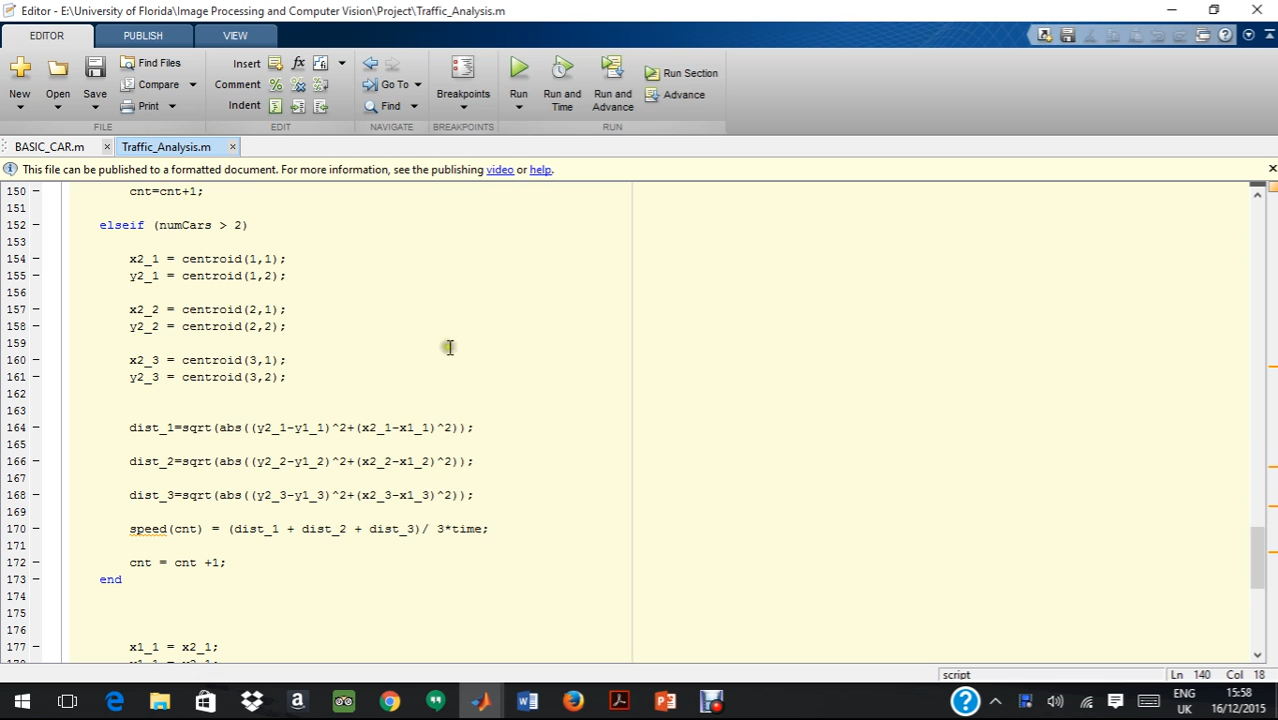 Editor - E:\University of Florida\Image Processing and Computer Vision\Project\Traffic_Analysis.m
EDITOR PUBLISH VIEW
New Open Save Find Files Compare Print
Insert Comment Indent
Go To Find
Breakpoints
Run Run and Time Run and Advance Run Section Advance
FILE EDIT NAVIGATE BREAKPOINTS RUN
BASIC_CAR.m Traffic_Analysis.m
This file can be published to a formatted document. For more information, see the publishing video or help.
150 cnt=cnt+1;
151
152 elseif (numCars > 2)
153
154 x2_1 = centroid(1,1);
155 y2_1 = centroid(1,2);
156
157 x2_2 = centroid(2,1);
158 y2_2 = centroid(2,2);
159
160 x2_3 = centroid(3,1);
161 y2_3 = centroid(3,2);
162
163
164 dist_1=sqrt(abs((y2_1-y1_1)^2+(x2_1-x1_1)^2));
165
166 dist_2=sqrt(abs((y2_2-y1_2)^2+(x2_2-x1_2)^2));
167
168 dist_3=sqrt(abs((y2_3-y1_3)^2+(x2_3-x1_3)^2));
169
170 speed(cnt) = (dist_1 + dist_2 + dist_3)/ 3*time;
171
172 cnt = cnt +1;
173 end
174
175
176
177 x1_1 = x2_1;
script Ln 140 Col 18
ENG 15:58
UK 16/12/2015